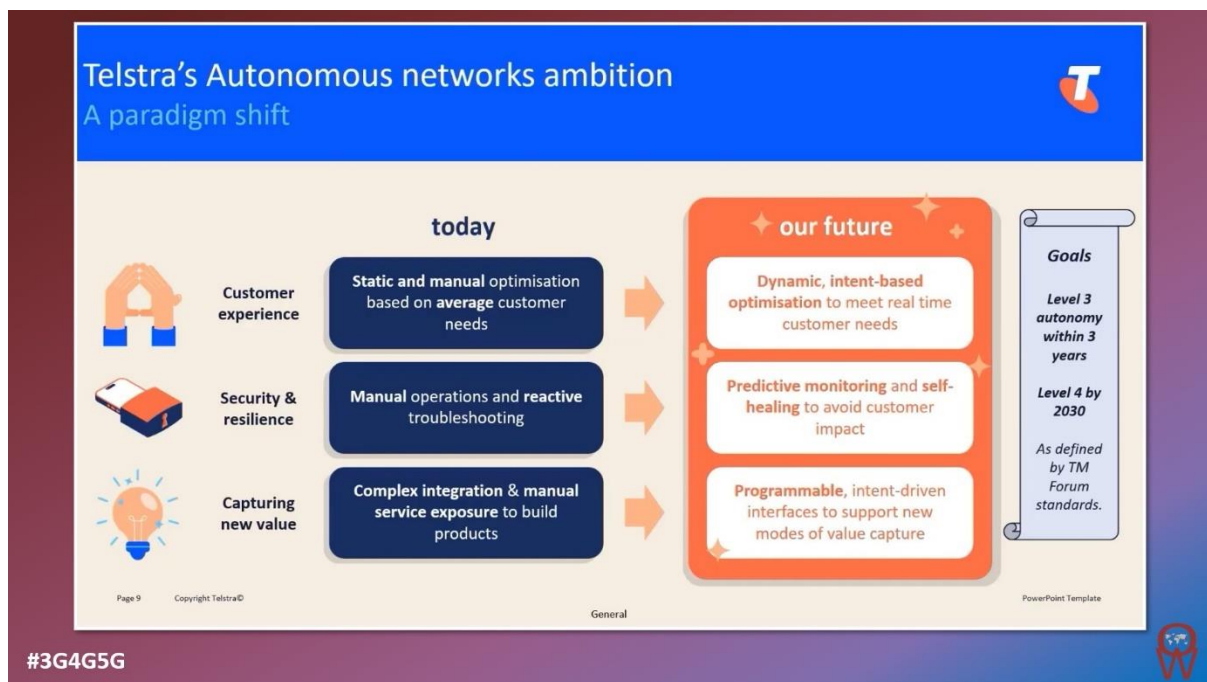 Telstra's Autonomous networks ambition
A paradigm shift
today
our future
Customer
experience
Static and manual optimisation
based on average customer
needs
Dynamic, intent-based
optimisation to meet real time
customer needs
Security &
resilience
Manual operations and reactive
troubleshooting
Predictive monitoring and self-
healing to avoid customer
impact
Capturing
new value
Complex integration & manual
service exposure to build
products
Programmable, intent-driven
interfaces to support new
modes of value capture
Goals
Level 3
autonomy
within 3
years
Level 4 by
2030
As defined
by TM
Forum
standards.
Page 9
Copyright Telstra©
General
PowerPoint Template
#3G4G5G